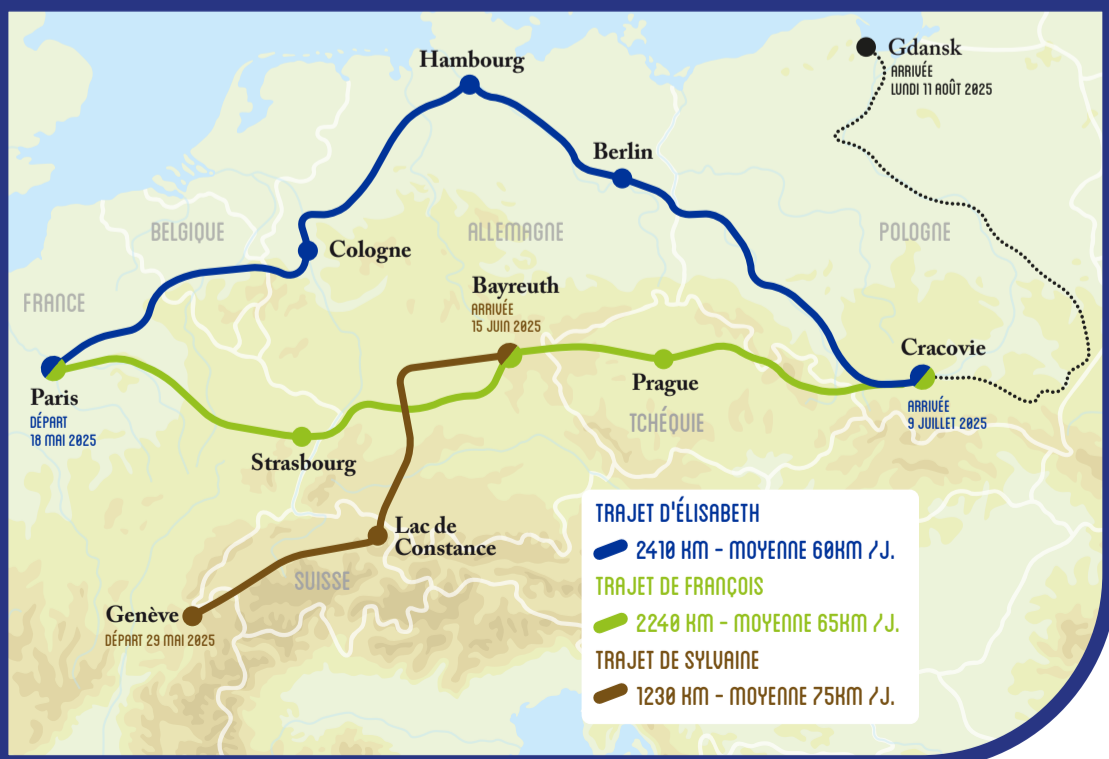 Hambourg
Gdansk
ARRIVÉE
LUNDI 11 AOÛT 2025
Berlin
BELGIQUE
ALLEMAGNE
POLOGNE
Cologne
Bayreuth
ARRIVÉE
15 JUIN 2025
FRANCE
Cracovie
ARRIVÉE
9 JUILLET 2025
Paris
DÉPART
18 MAI 2025
Prague
TCHÉQUIE
Strasbourg
Lac de
Constance
SUISSE
Genève
DÉPART 29 MAI 2025
TRAJET D'ÉLISABETH
2410 KM - MOYENNE 60KM /J.
TRAJET DE FRANÇOIS
2240 KM - MOYENNE 65KM /J.
TRAJET DE SYLVAINE
1230 KM - MOYENNE 75KM /J.